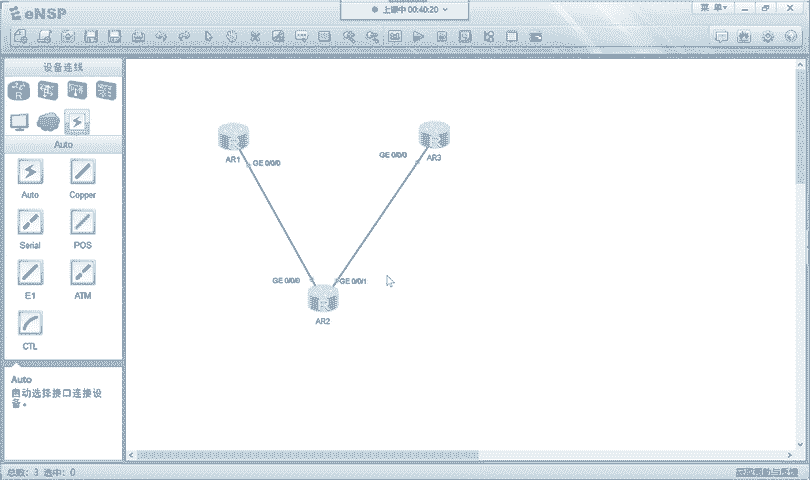 eNSP
上课中 00:40:20
菜 单
设备连线
Auto
Auto
Copper
Serial
POS
E1
ATM
CTL
Auto
自动选择接口连接设
备。
AR1
GE 0/0/0
GE 0/0/0
AR3
GE 0/0/0
GE 0/0/1
AR2
总数: 3 选中: 0
获取帮助与反馈